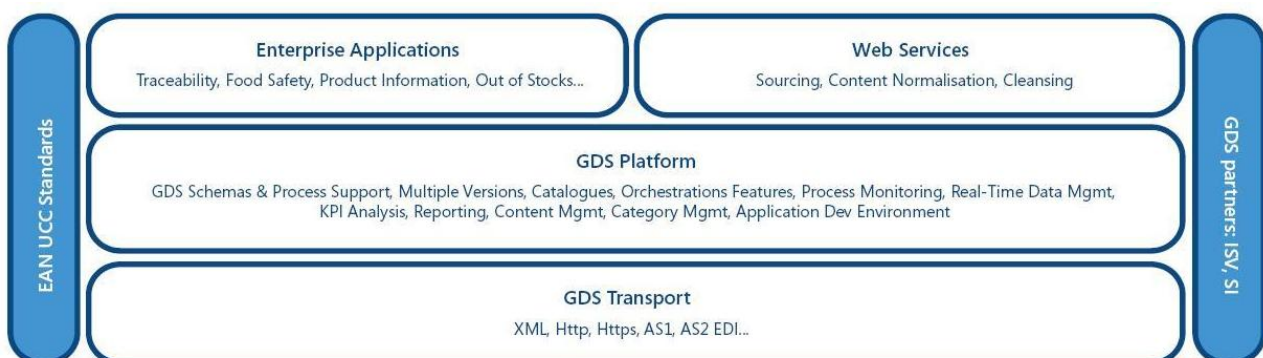 EAN UCC Standards
Enterprise Applications
Traceability, Food Safety, Product Information, Out of Stocks...
Web Services
Sourcing, Content Normalisation, Cleansing
GDS Platform
GDS Schemas & Process Support, Multiple Versions, Catalogues, Orchestrations Features, Process Monitoring, Real-Time Data Mgmt,
KPI Analysis, Reporting, Content Mgmt, Category Mgmt, Application Dev Environment
GDS Transport
XML, Http, Https, AS1, AS2 EDI...
GDS partners: ISV, SI